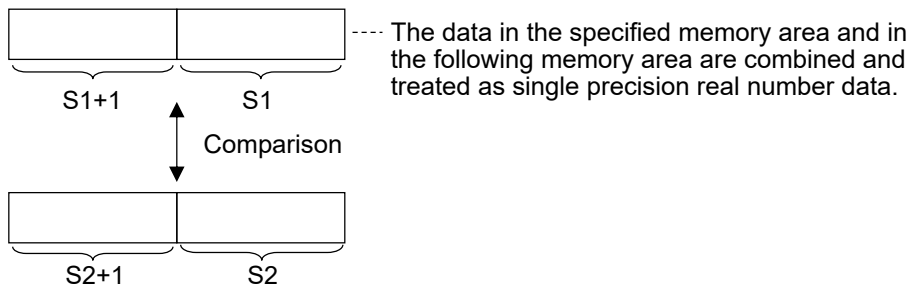 The data in the specified memory area and in
the following memory area are combined and
treated as single precision real number data.
S1+1 S1
Comparison
S2+1 S2